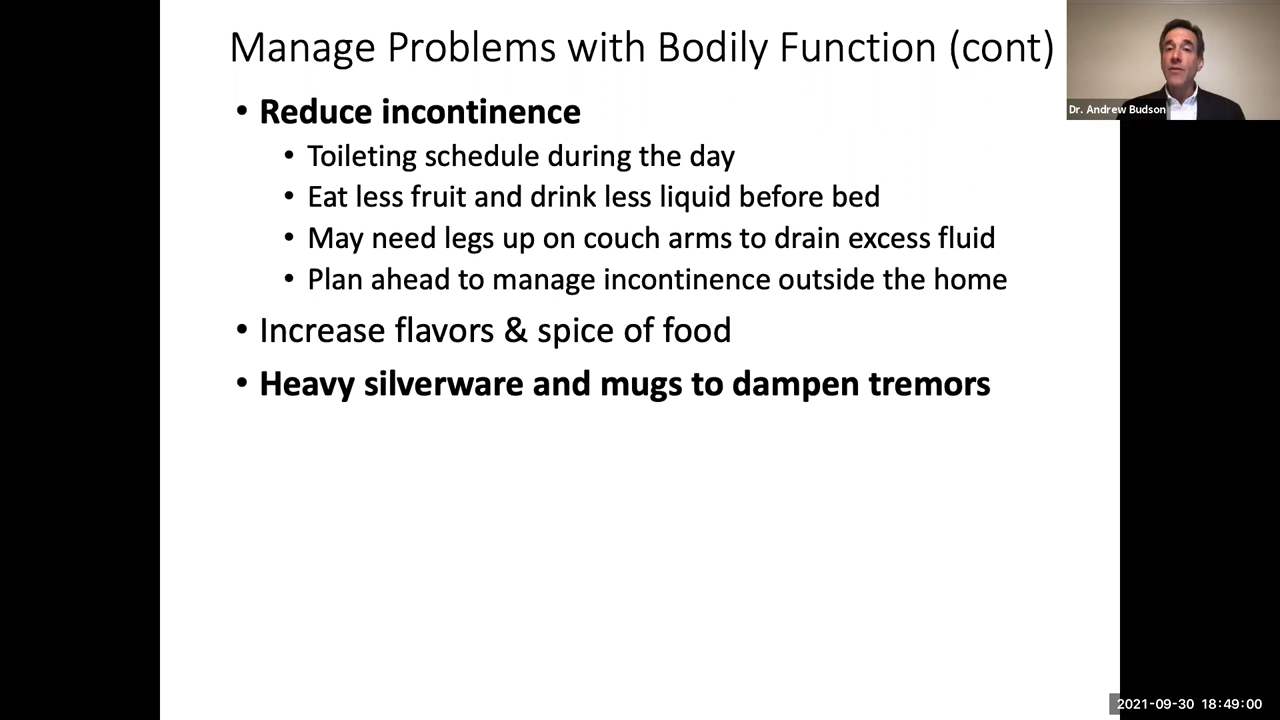 Manage Problems with Bodily Function (cont)
Dr. Andrew Budson
• Reduce incontinence
• Toileting schedule during the day
• Eat less fruit and drink less liquid before bed
• May need legs up on couch arms to drain excess fluid
• Plan ahead to manage incontinence outside the home
• Increase flavors & spice of food
• Heavy silverware and mugs to dampen tremors
2021-09-30 18:49:00